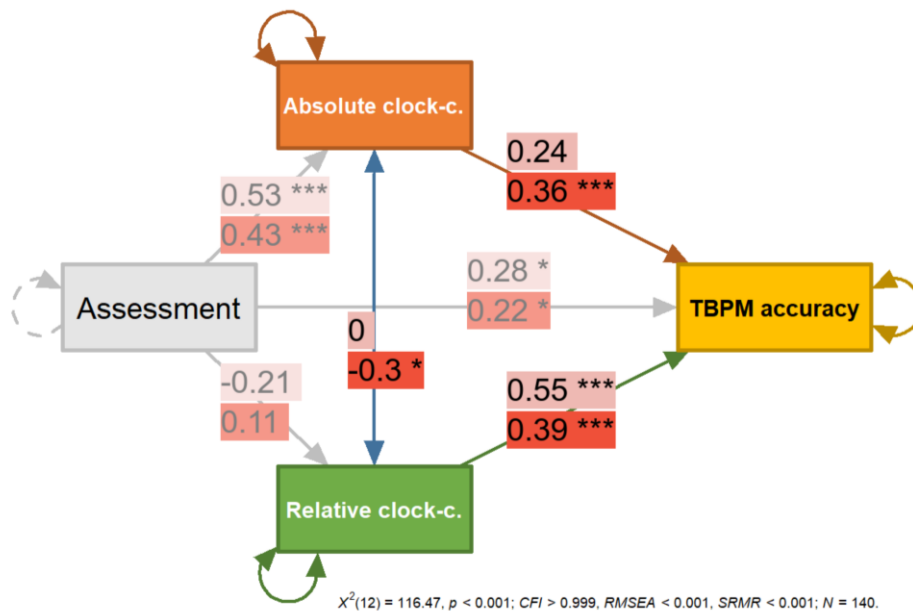 Absolute clock-c.
0.24
0.36 ***
0.53 ***
0.43 ***
Assessment
0.28 *
0.22 *
TBPM accuracy
0
-0.3 *
-0.21
0.11
0.55 ***
0.39 ***
Relative clock-c.
X²(12) = 116.47, p < 0.001; CFI > 0.999, RMSEA < 0.001, SRMR < 0.001; N = 140.